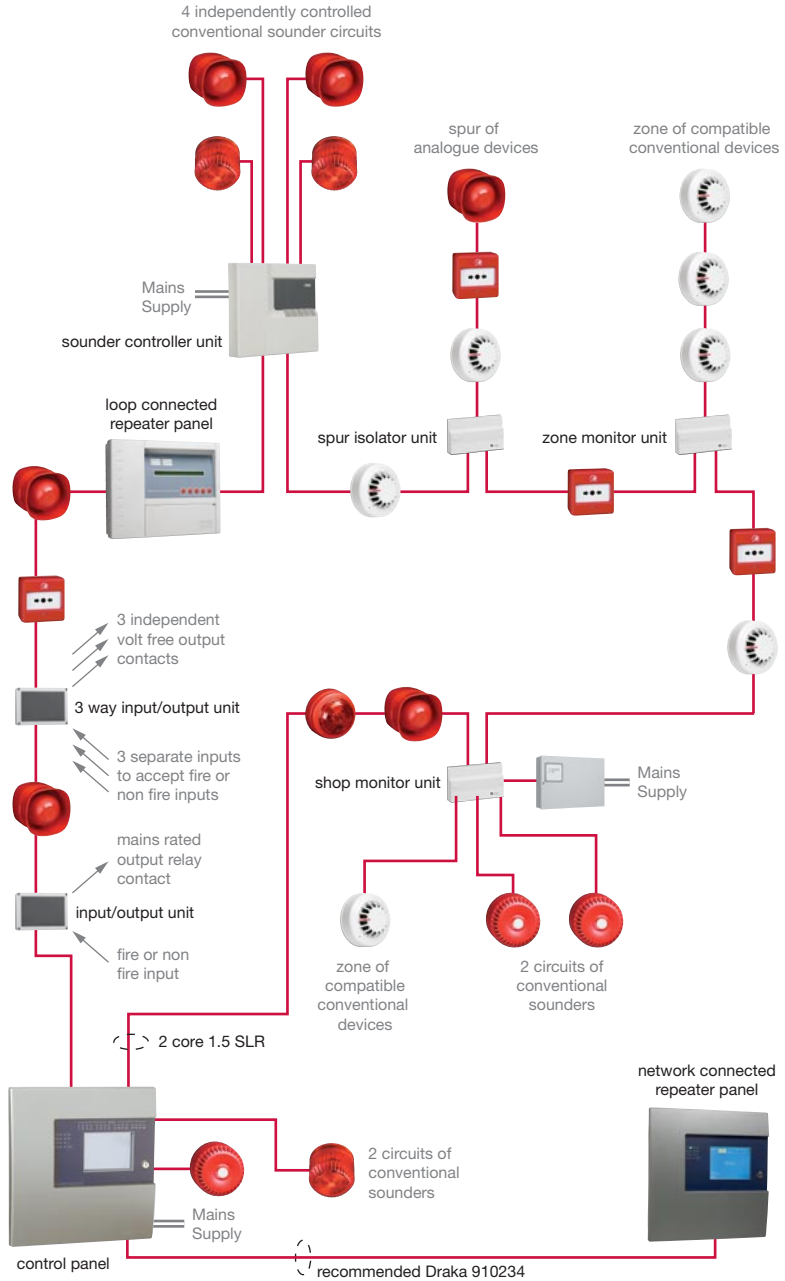 4 independently controlled
conventional sounder circuits
spur of
analogue devices
zone of compatible
conventional devices
Mains
Supply
sounder controller unit
loop connected
repeater panel
spur isolator unit
zone monitor unit
3 independent
volt free output
contacts
3 way input/output unit
3 separate inputs
to accept fire or
non fire inputs
shop monitor unit
Mains
Supply
mains rated
output relay
contact
input/output unit
fire or non
fire input
zone of
compatible
conventional
devices
2 circuits of
conventional
sounders
2 core 1.5 SLR
network connected
repeater panel
2 circuits of
conventional
sounders
Mains
Supply
control panel
recommended Draka 910234